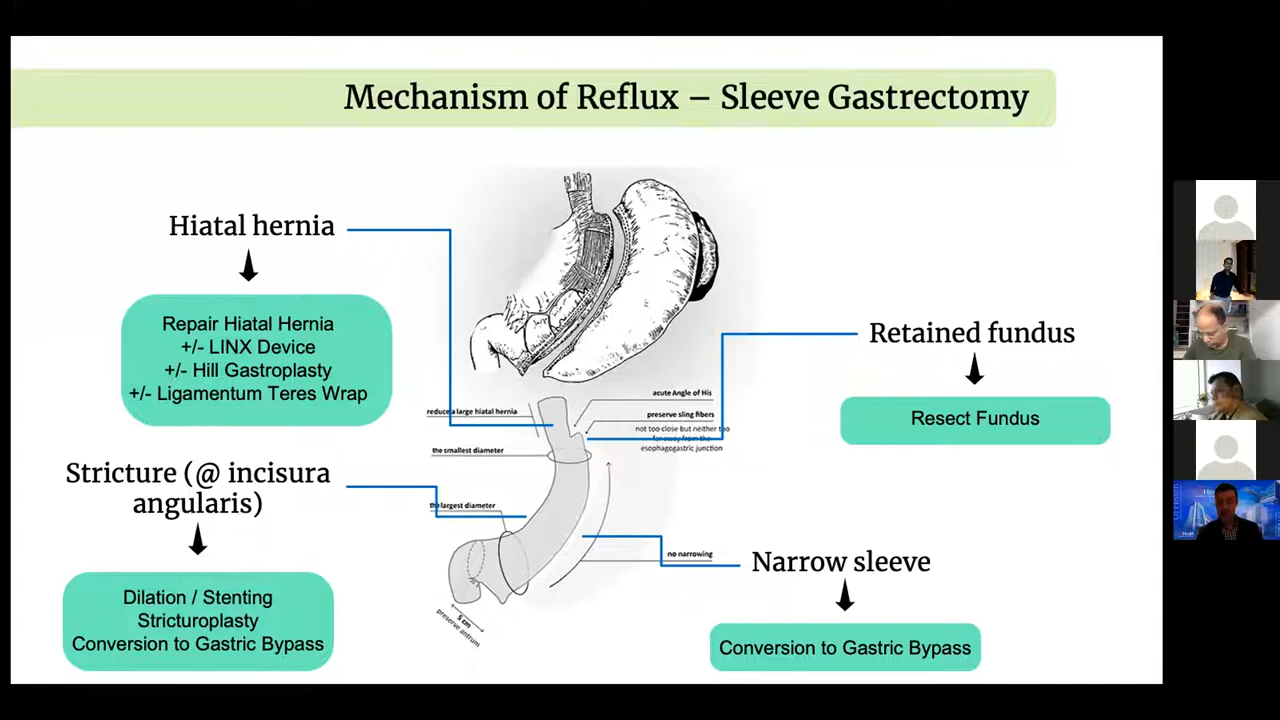 Mechanism of Reflux – Sleeve Gastrectomy
Hiatal hernia
Repair Hiatal Hernia
+/- LINX Device
+/- Hill Gastroplasty
+/- Ligamentum Teres Wrap
Retained fundus
Resect Fundus
acute Angle of His
reduce a large hiatal hernia
preserve sling fibers
not too close but neither too
far away from the
esophagogastric junction
the smallest diameter
Stricture (@ incisura
angularis)
Dilation / Stenting
Stricturoplasty
Conversion to Gastric Bypass
the largest diameter
no narrowing
5 cm
preserve antrum
Narrow sleeve
Conversion to Gastric Bypass